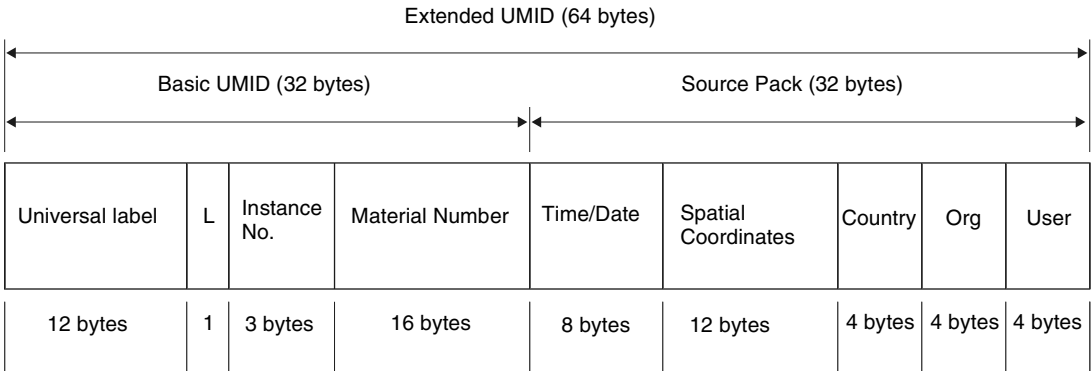 Extended UMID (64 bytes)
Basic UMID (32 bytes)
Source Pack (32 bytes)
Universal label
L
Instance
No.
Material Number
Time/Date
Spatial
Coordinates
Country
Org
User
12 bytes
1
3 bytes
16 bytes
8 bytes
12 bytes
4 bytes
4 bytes
4 bytes